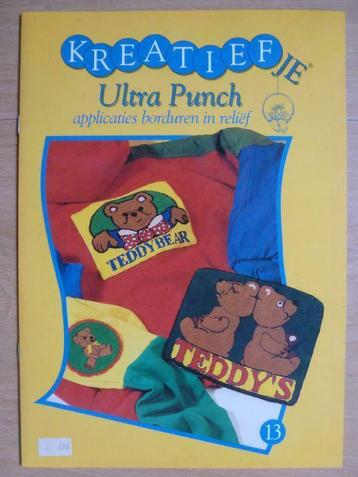 KREATIEFJE®
Ultra Punch
applicaties borduren in reliëf
TEDDYBEAR
TEDDY'S
13